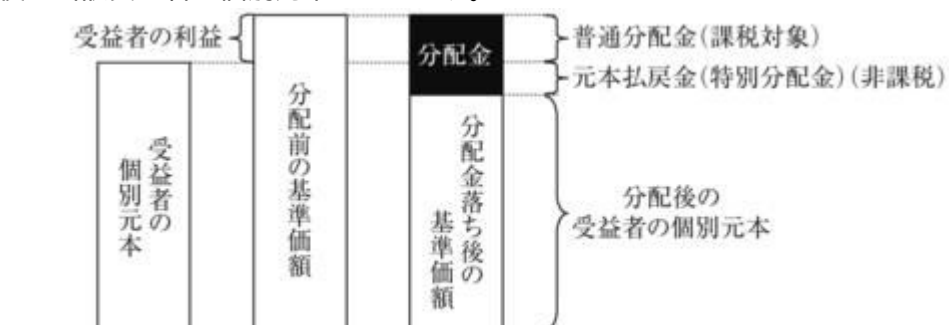 受益者の利益
分配金
普通分配金(課税対象)
元本払戻金(特別分配金)(非課税)
受益者の
個別元本
分配前の基準価額
分配金落ち後の
基準価額
分配後の
受益者の個別元本